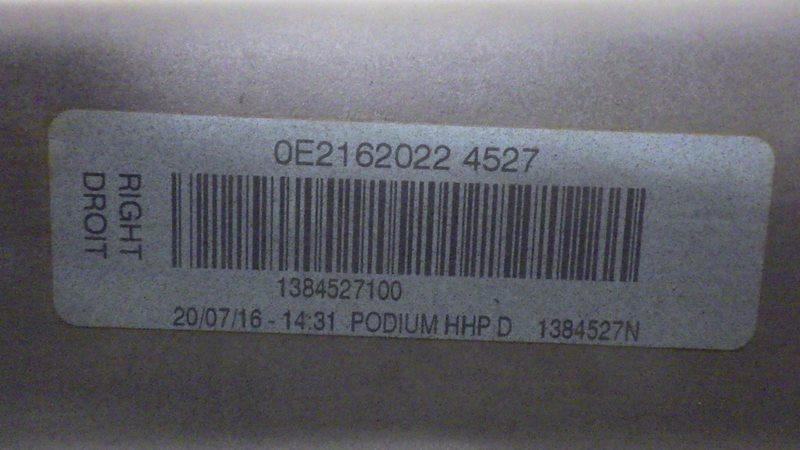 0E2162022 4527
RIGHT
DROIT
1384527100
20/07/16 - 14:31 PODIUM HHP D 1384527N